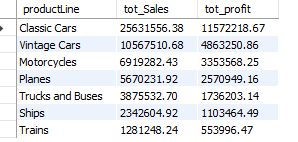 productLine tot_Sales tot_profit
Classic Cars 25631556.38 11572218.67
Vintage Cars 10567510.68 4863250.86
Motorcycles 6919282.43 3353568.25
Planes 5670231.92 2570949.16
Trucks and Buses 3875532.70 1736203.14
Ships 2342604.92 1103464.49
Trains 1281248.24 553996.47